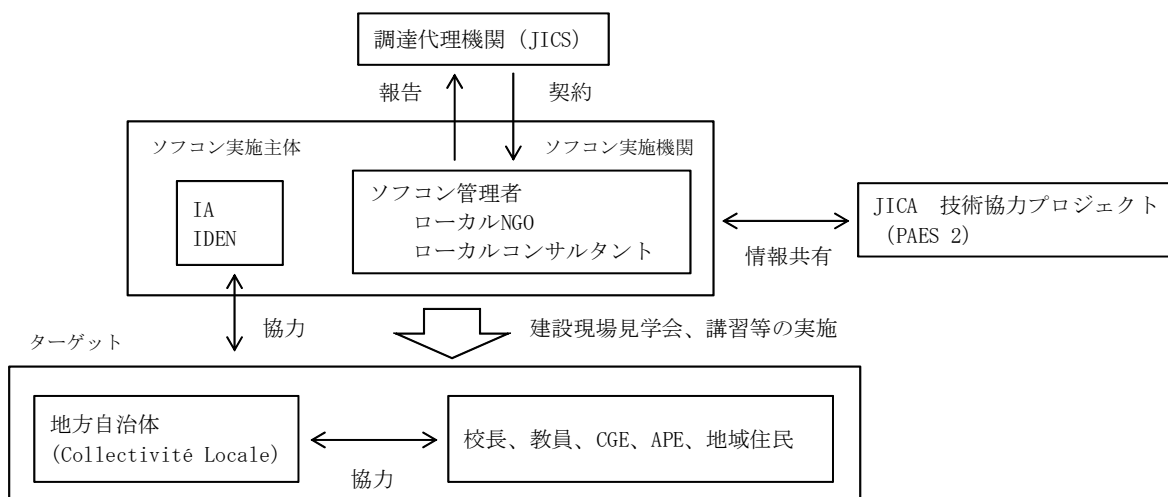 調達代理機関 (JICS)
報告
契約
ソフコン実施主体
ソフコン実施機関
IA
IDEN
ソフコン管理者
ローカルNGO
ローカルコンサルタント
JICA　技術協力プロジェクト
(PAES 2)
情報共有
協力
建設現場見学会、講習等の実施
ターゲット
地方自治体
(Collectivité Locale)
校長、教員、CGE、APE、地域住民
協力